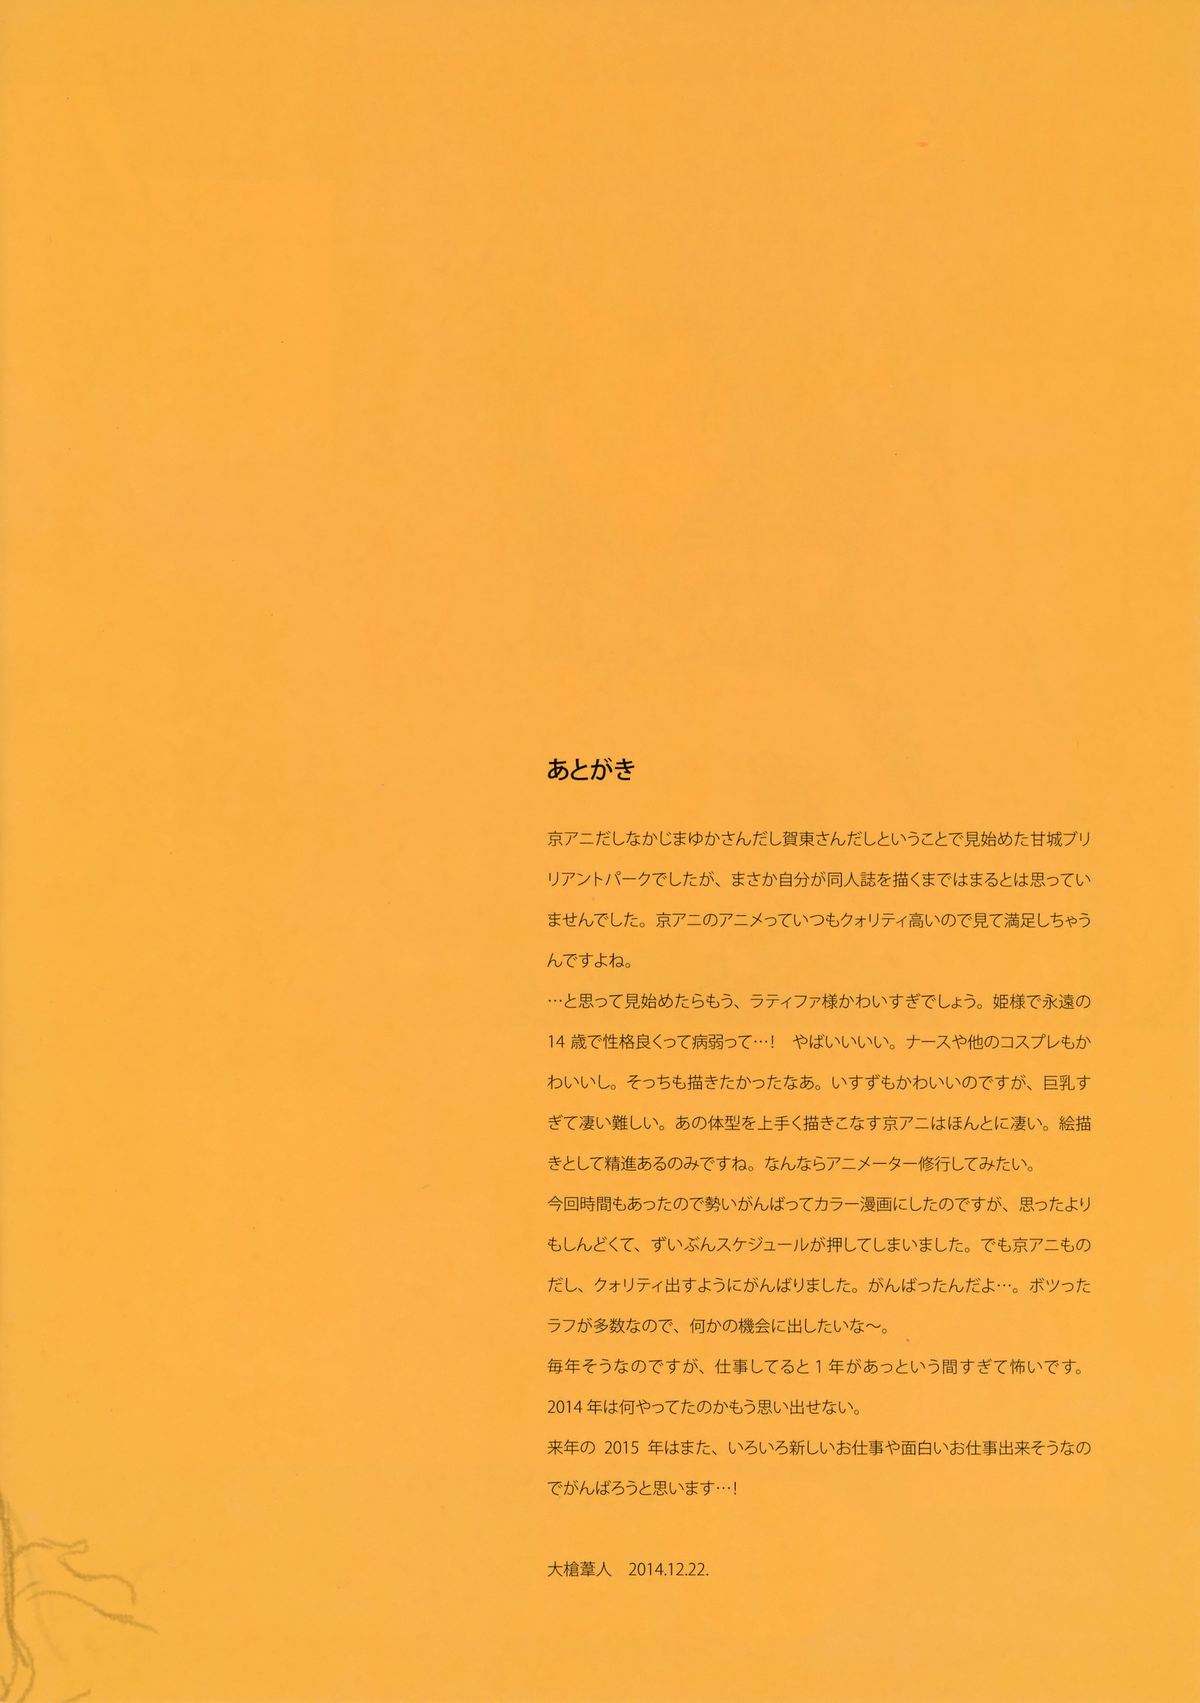 あとがき
京アニだしなかじまゆかさんだし賀東さんだしということで見始めた甘城ブリ
リアントパークでしたが、まさか自分が同人誌を描くまではまるとは思ってい
ませんでした。京アニのアニメっていつもクォリティ高いので見て満足しちゃう
んですよね。
…と思って見始めたらもう、ラティファ様かわいすぎでしょう。姫様で永遠の
14 歳で性格良くって病弱って…!　やばいいいい。ナースや他のコスプレもか
わいいし。そっちも描きたかったなあ。いすずもかわいいのですが、巨乳す
ぎて凄い難しい。あの体型を上手く描きこなす京アニはほんとに凄い。絵描
きとして精進あるのみですね。なんならアニメーター修行してみたい。
今回時間もあったので勢いがんばってカラー漫画にしたのですが、思ったより
もしんどくて、ずいぶんスケジュールが押してしまいました。でも京アニもの
だし、クォリティ出すようにがんばりました。がんばったんだよ…。ボツった
ラフが多数なので、何かの機会に出したいな〜。
毎年そうなのですが、仕事してると 1 年があっという間すぎて怖いです。
2014 年は何やってたのかもう思い出せない。
来年の 2015 年はまた、いろいろ新しいお仕事や面白いお仕事出来そうなの
でがんばろうと思います…!
大槍葦人　2014.12.22.